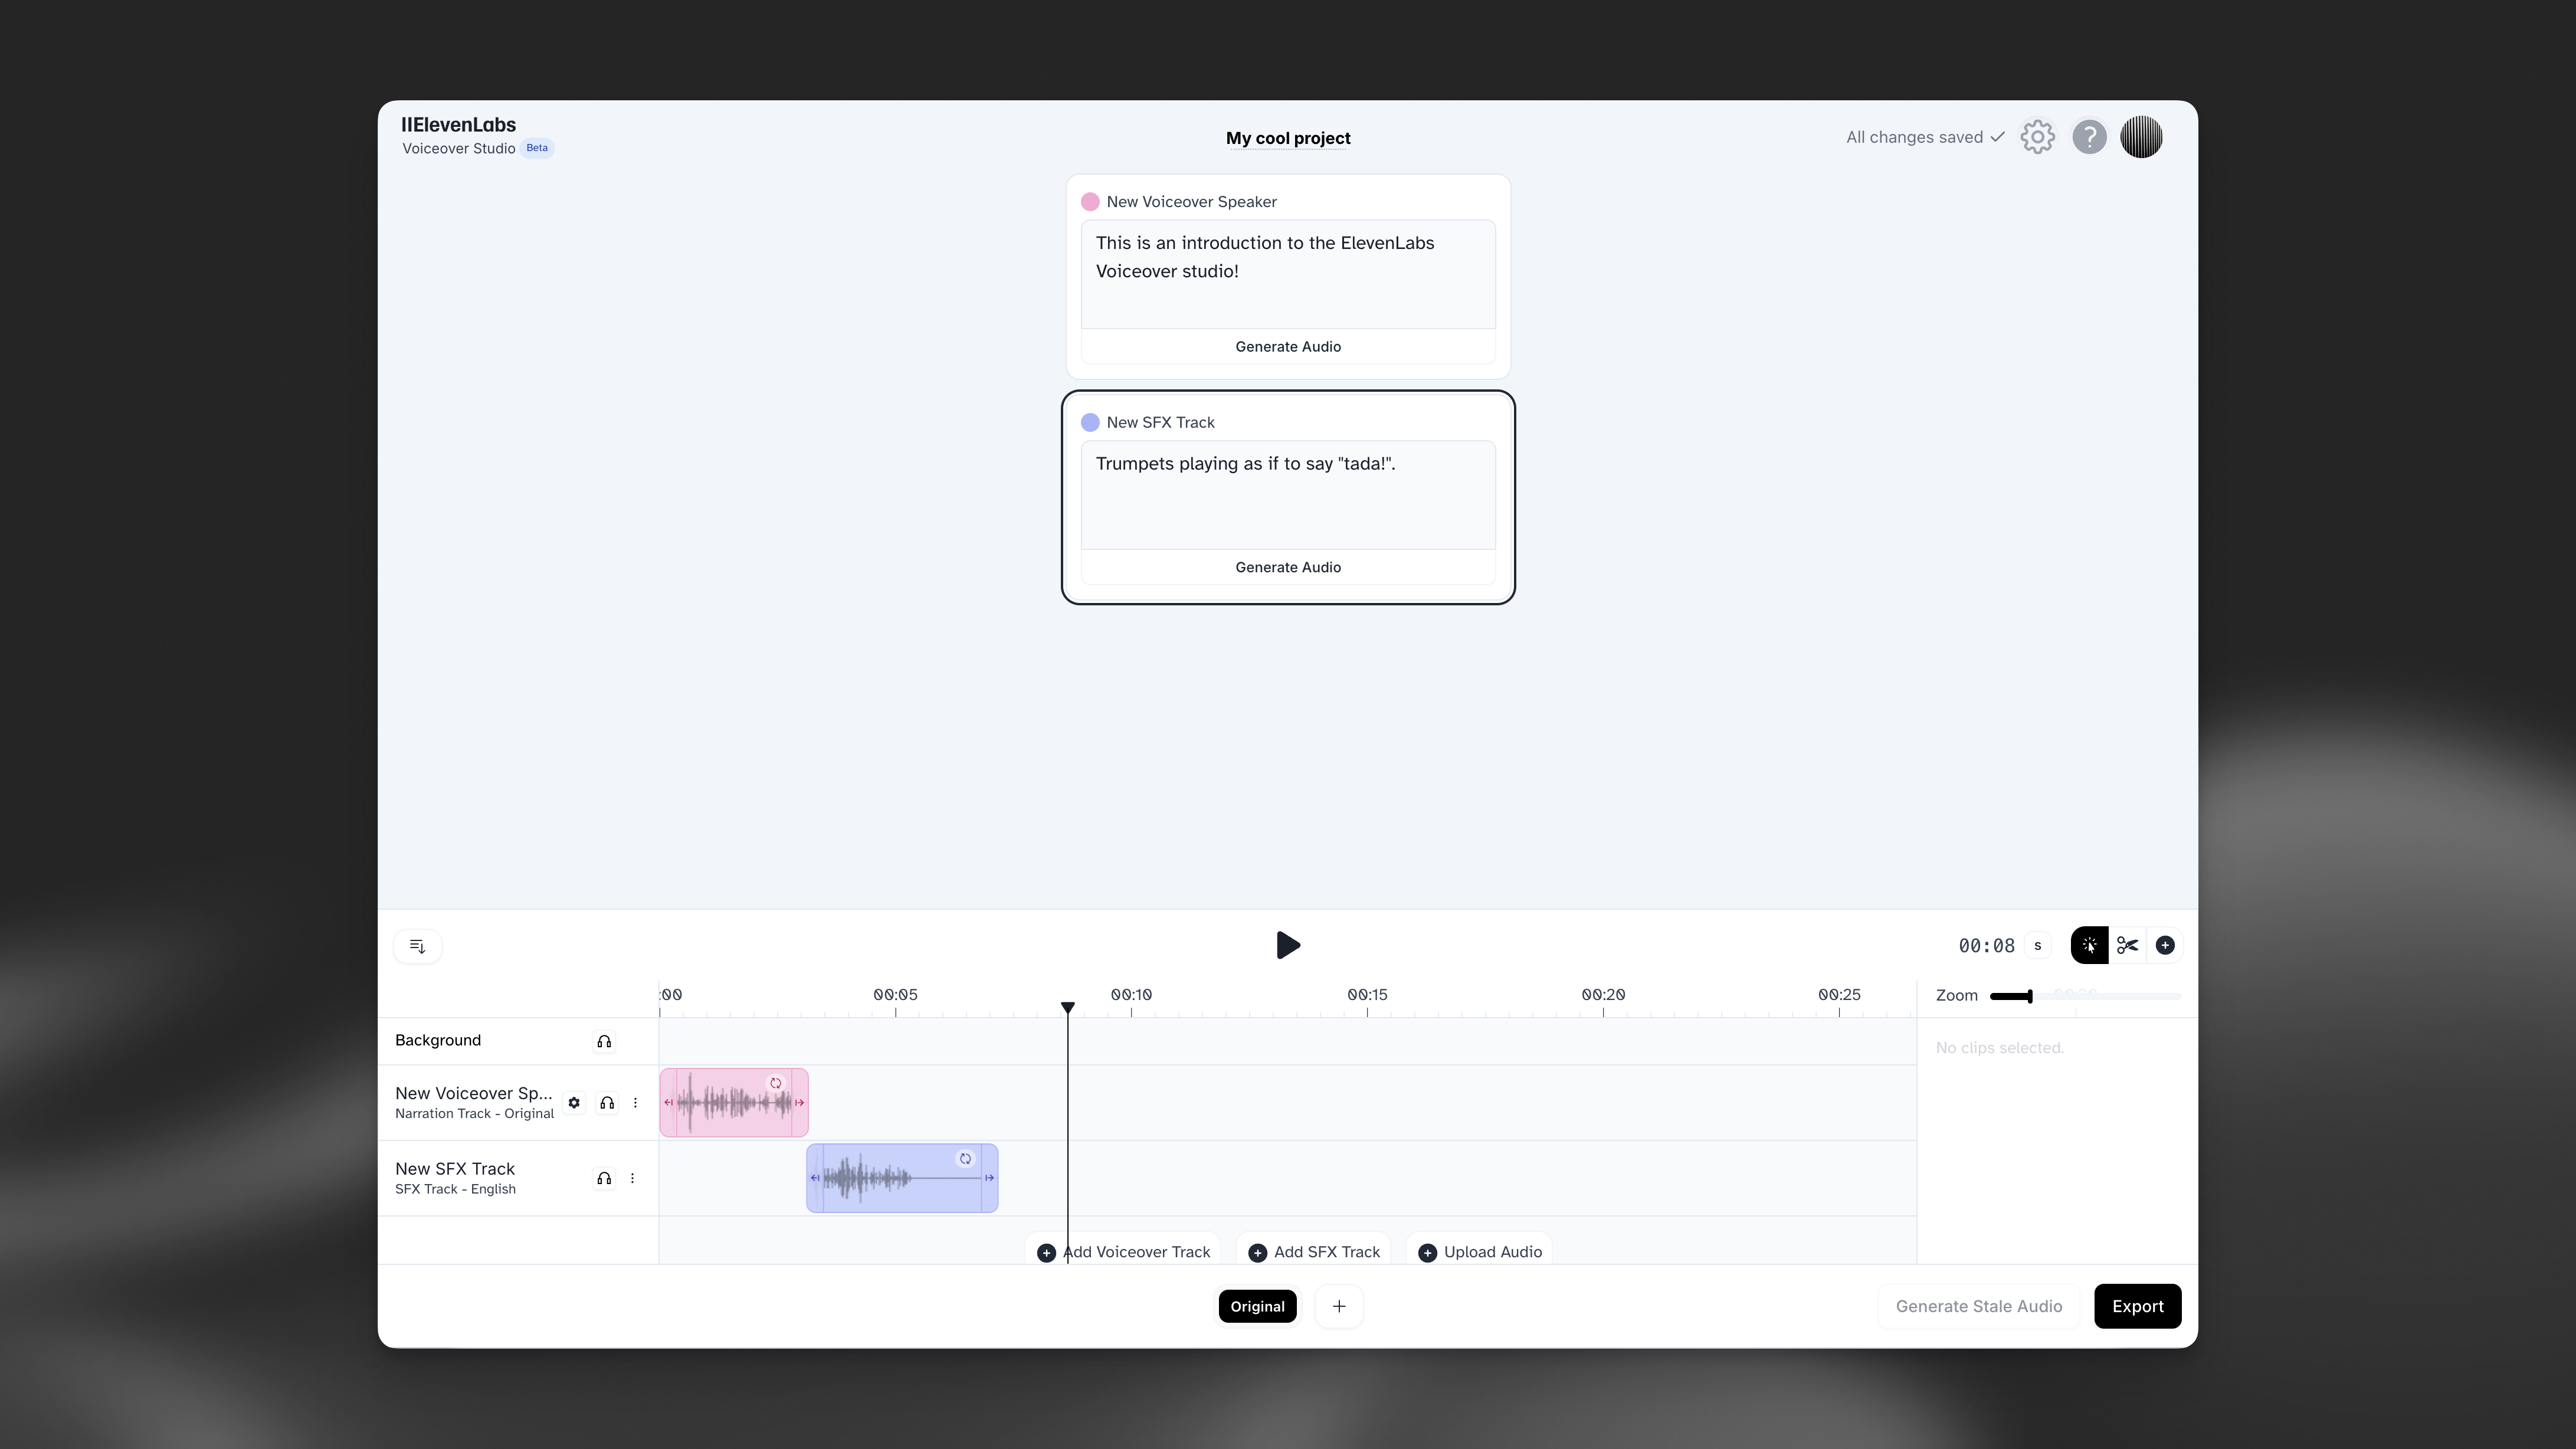 IIElevenLabs
Voiceover Studio Beta
My cool project
All changes saved
New Voiceover Speaker
This is an introduction to the ElevenLabs
Voiceover studio!
Generate Audio
New SFX Track
Trumpets playing as if to say "tada!".
Generate Audio
00:08 s
:00 00:05 00:10 00:15 00:20 00:25
Zoom 00:30
Background
No clips selected.
New Voiceover Sp...
Narration Track - Original
New SFX Track
SFX Track - English
Add Voiceover Track Add SFX Track Upload Audio
Original
Generate Stale Audio
Export